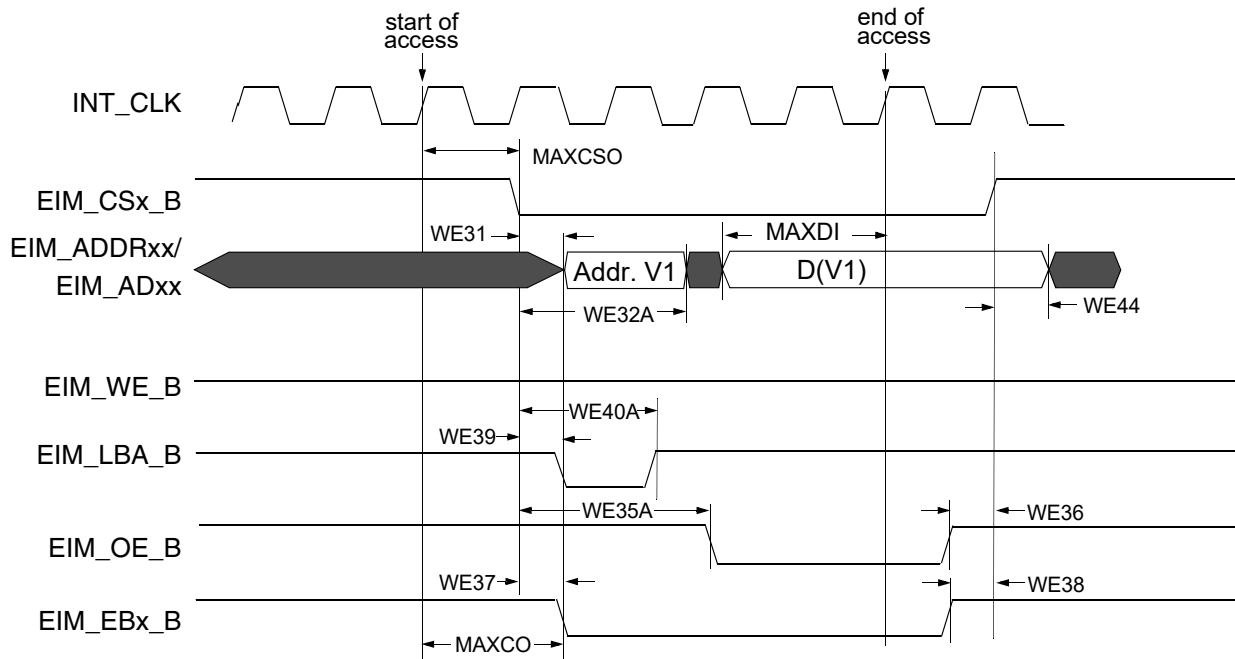 start of
access
end of
access
INT_CLK
MAXCSO
EIM_CSx_B
WE31
MAXDI
EIM_ADDRxx/
EIM_ADxx
Addr. V1
D(V1)
WE32A
WE44
EIM_WE_B
WE40A
WE39
EIM_LBA_B
WE35A
WE36
EIM_OE_B
WE37
WE38
EIM_EBx_B
MAXCO